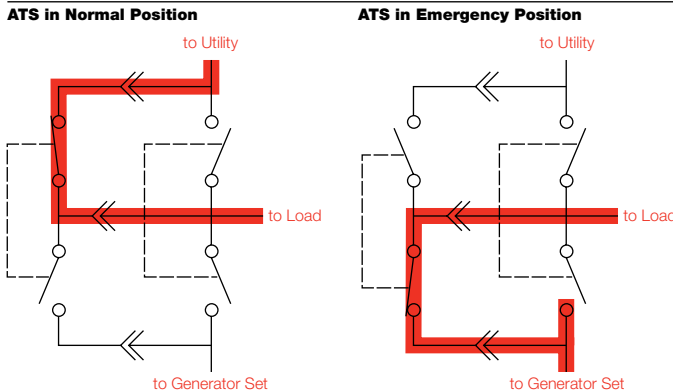 ATS in Normal Position
ATS in Emergency Position
to Utility
to Utility
to Load
to Load
to Generator Set
to Generator Set